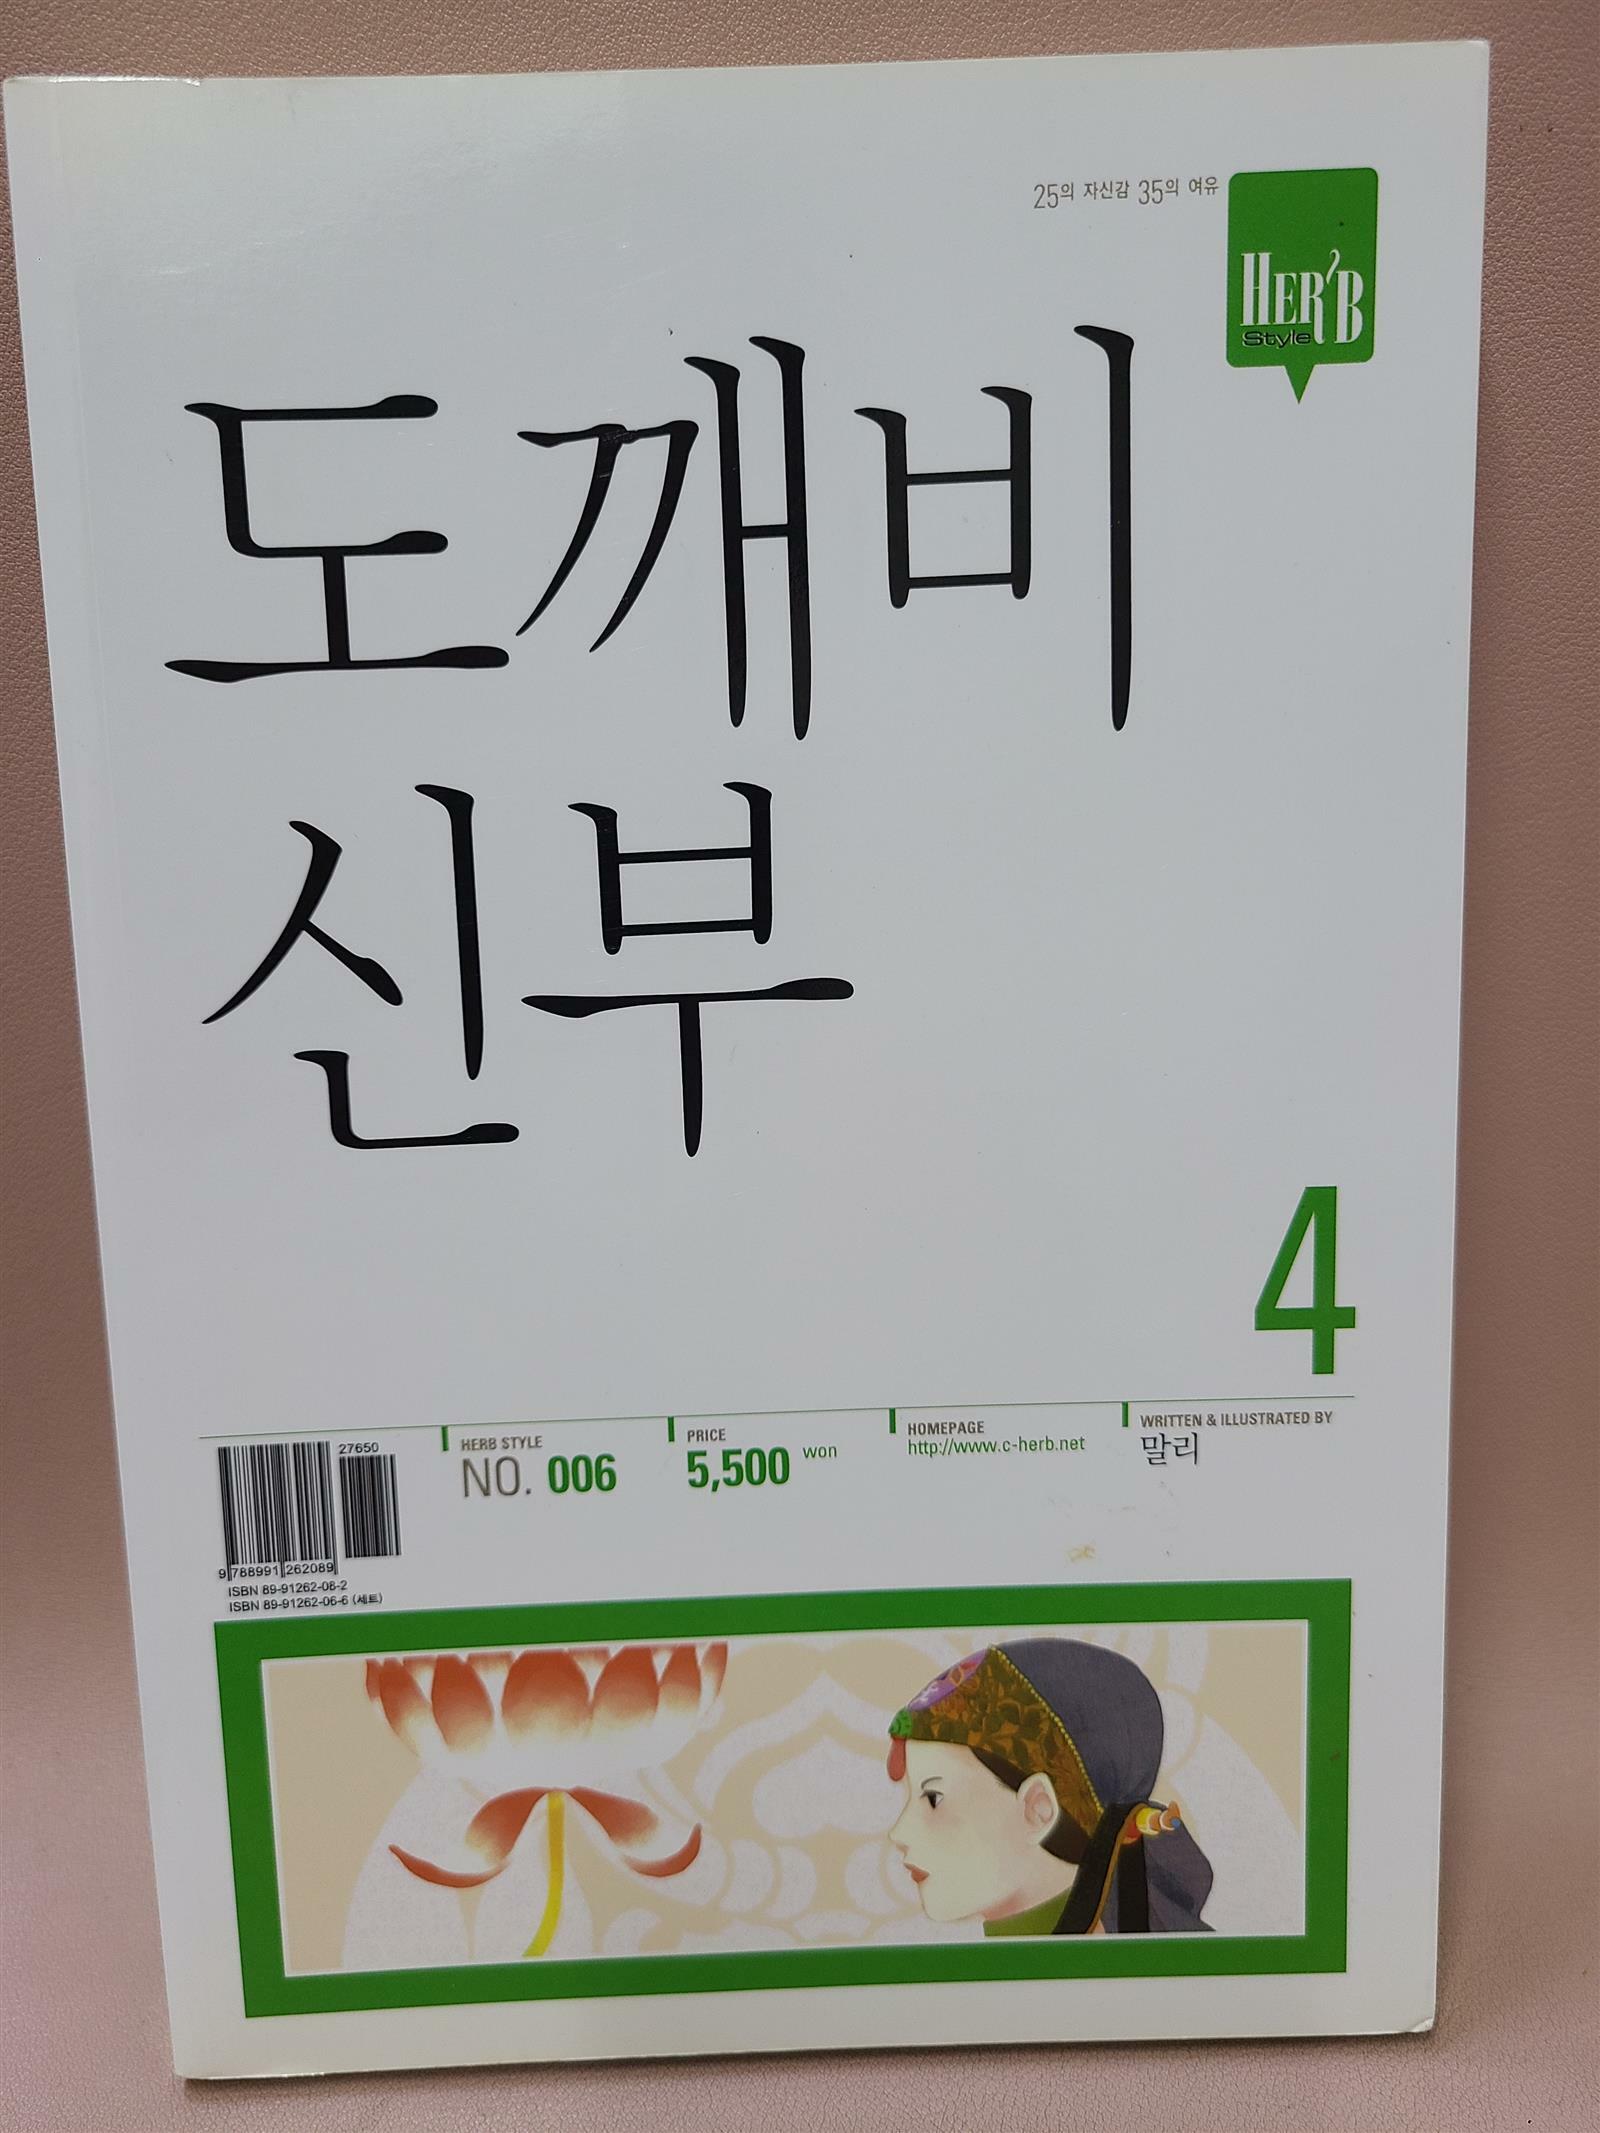 25의 자신감 35의 여유
HER'B
Style
도깨비
신부
4
27650
9 788991 262089
ISBN 89-91262-08-2
ISBN 89-91262-06-6 (세트)
HERB STYLE
NO. 006
PRICE
5,500 won
HOMEPAGE
http://www.c-herb.net
WRITTEN & ILLUSTRATED BY
말리